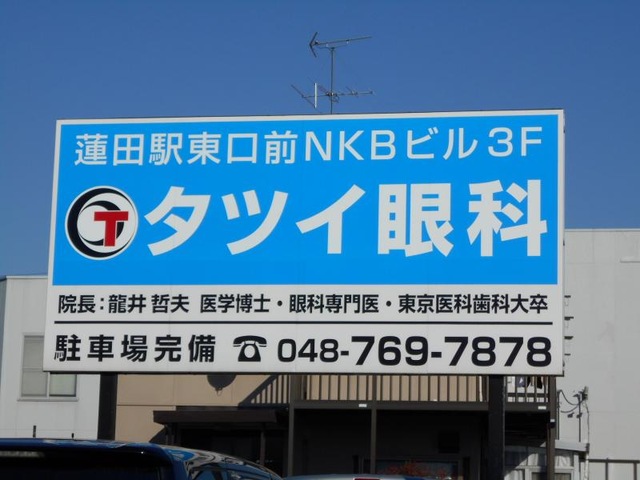 蓮田駅東口前NKBビル3F
T タツイ眼科
院長：龍井 哲夫 医学博士・眼科専門医・東京医科歯科大卒
駐車場完備 ☎ 048-769-7878